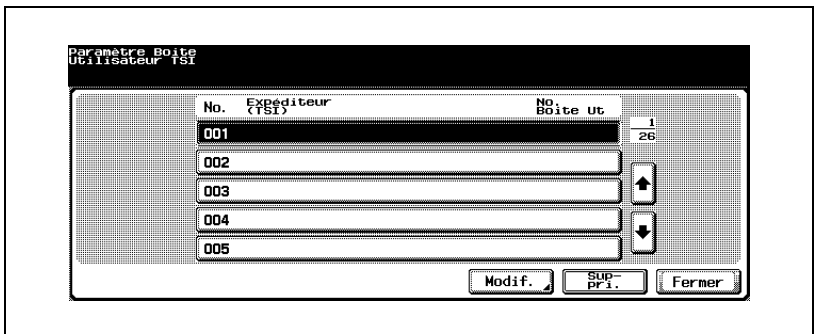 Paramètre Boite
Utilisateur TSI
No. Expéditeur (TSI) No. Boite Ut
001
1
26
002
003
004
005
Modif. Sup-pri. Fermer